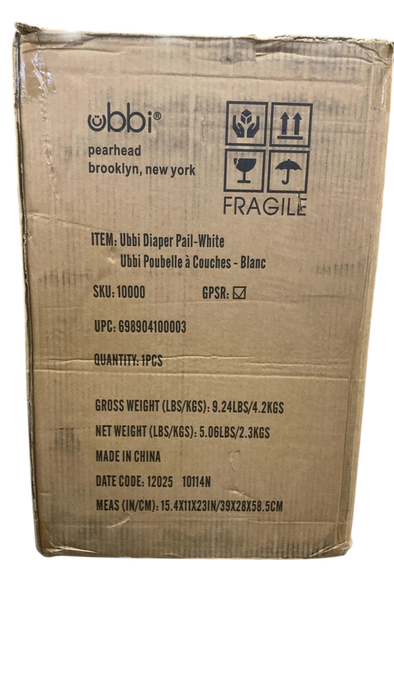 ubbi®
pearhead
brooklyn, new york
FRAGILE
ITEM: Ubbi Diaper Pail-White
Ubbi Poubelle à Couches - Blanc
SKU: 10000 GPSR: ☑
UPC: 698904100003
QUANTITY: 1PCS
GROSS WEIGHT (LBS/KGS): 9.24LBS/4.2KGS
NET WEIGHT (LBS/KGS): 5.06LBS/2.3KGS
MADE IN CHINA
DATE CODE: 12025 10114N
MEAS (IN/CM): 15.4X11X23IN/39X28X58.5CM